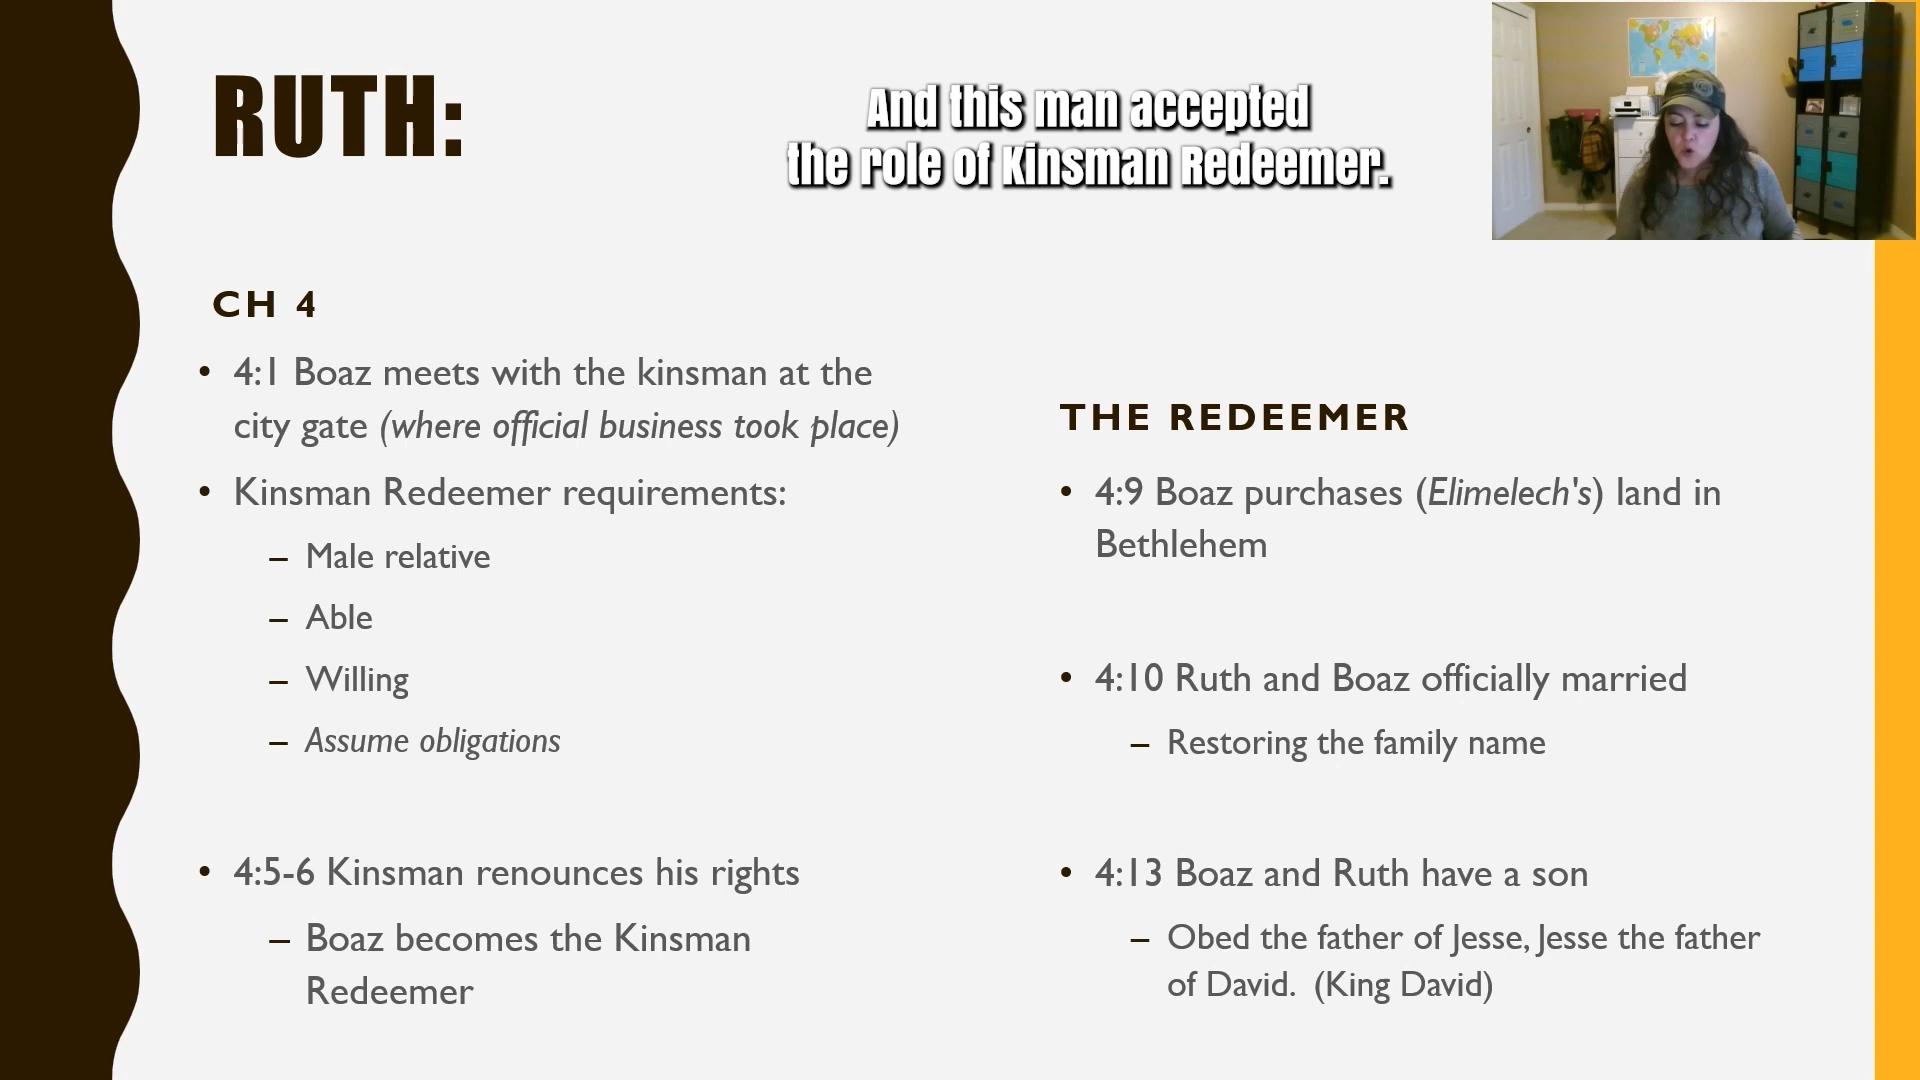 RUTH:
And this man accepted
the role of Kinsman Redeemer.
CH 4
• 4:1 Boaz meets with the kinsman at the
city gate (where official business took place)
• Kinsman Redeemer requirements:
– Male relative
– Able
– Willing
– Assume obligations
• 4:5-6 Kinsman renounces his rights
– Boaz becomes the Kinsman
Redeemer
THE REDEEMER
• 4:9 Boaz purchases (Elimelech's) land in
Bethlehem
• 4:10 Ruth and Boaz officially married
– Restoring the family name
• 4:13 Boaz and Ruth have a son
– Obed the father of Jesse, Jesse the father
of David. (King David)